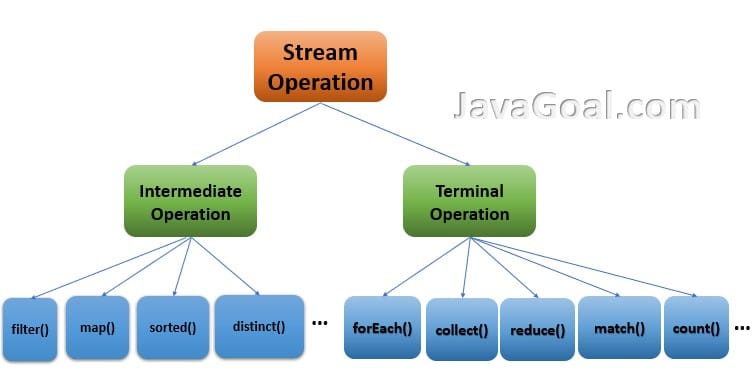 Stream
Operation
JavaGoal.com
Intermediate
Operation
Terminal
Operation
filter()
map()
sorted()
distinct()
...
forEach()
collect()
reduce()
match()
count()
...